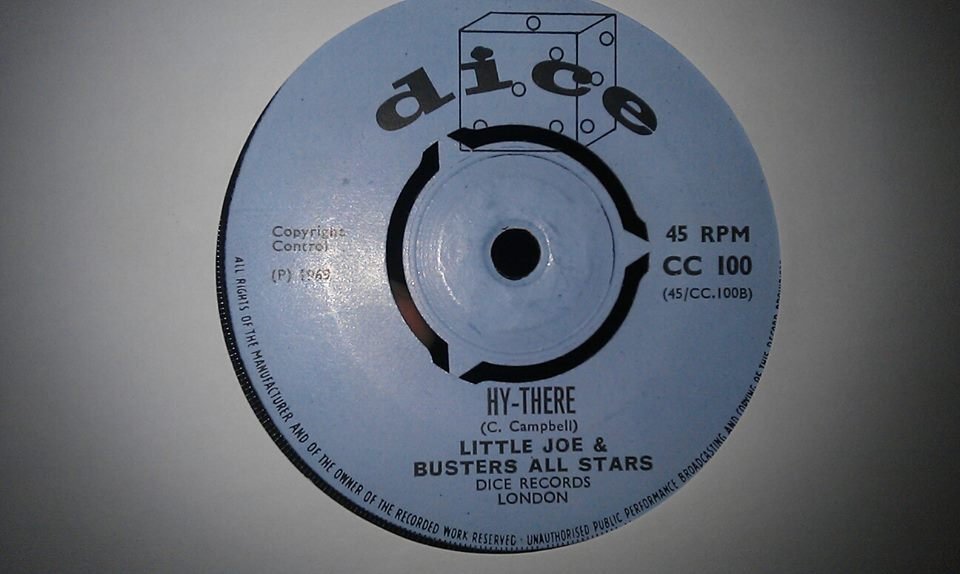 dice
Copyright
Control
(P) 1963
45 RPM
CC 100
(45/CC.100B)
HY-THERE
(C. Campbell)
LITTLE JOE &
BUSTERS ALL STARS
DICE RECORDS
LONDON
ALL RIGHTS OF THE MANUFACTURER AND OF THE OWNER OF THE RECORDED WORK RESERVED · UNAUTHORISED PUBLIC PERFORMANCE BROADCASTING AND COPYING OF THIS RECORD